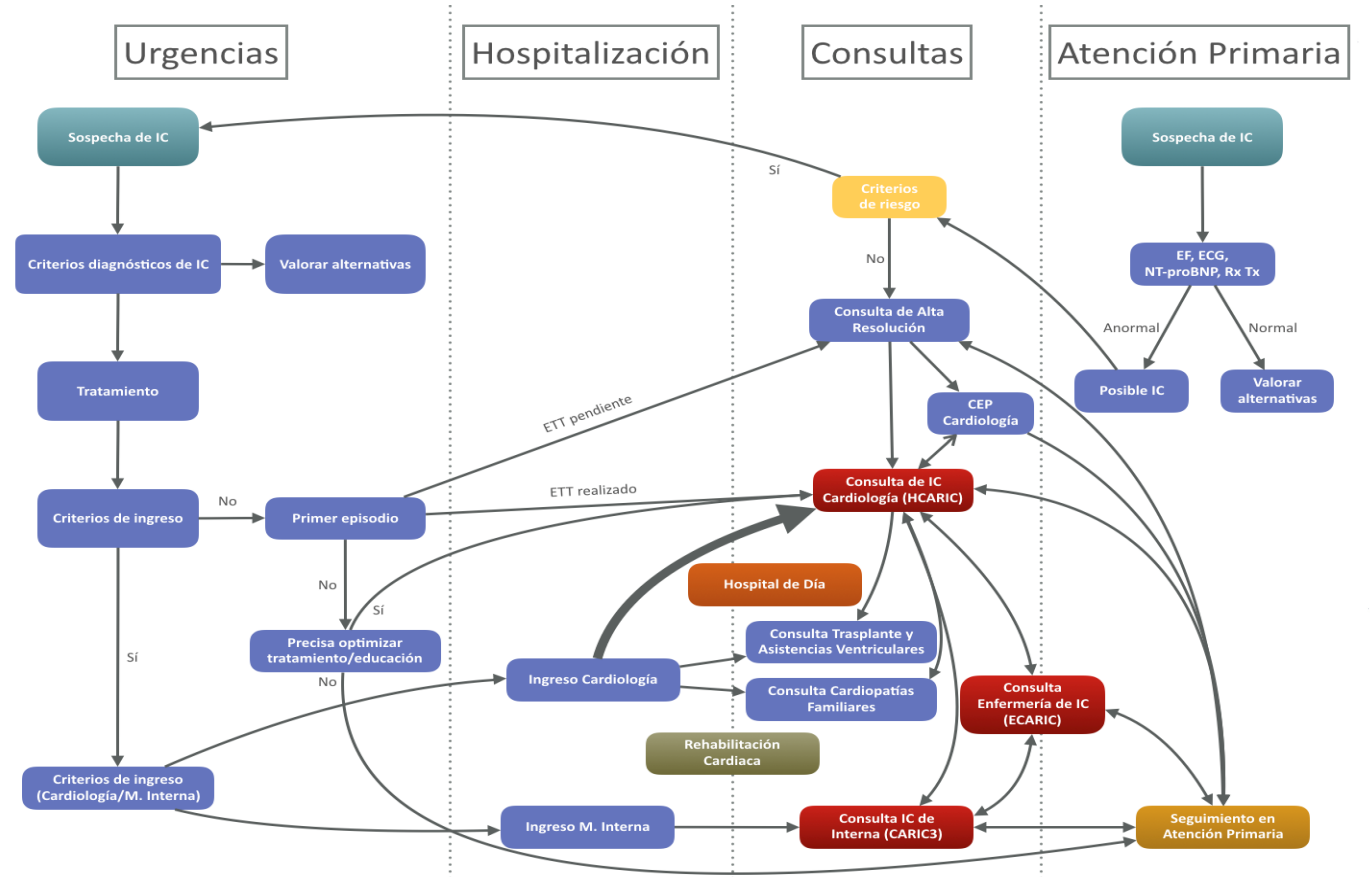 Urgencias
Hospitalización
Consultas
Atención Primaria
Sospecha de IC
Sospecha de IC
Sí
Criterios
de riesgo
Criterios diagnósticos de IC
Valorar alternativas
No
EF, ECG,
NT-proBNP, Rx Tx
Consulta de Alta
Resolución
Anormal
Normal
Tratamiento
Posible IC
Valorar
alternativas
ETT pendiente
CEP
Cardiología
Criterios de ingreso
No
Primer episodio
ETT realizado
Consulta de IC
Cardiología (HCARIC)
No
Sí
Hospital de Día
Precisa optimizar
tratamiento/educación
Consulta Trasplante y
Asistencias Ventriculares
Sí
No
Ingreso Cardiología
Consulta Cardiopatías
Familiares
Consulta
Enfermería de IC
(ECARIC)
Rehabilitación
Cardiaca
Criterios de ingreso
(Cardiología/M. Interna)
Ingreso M. Interna
Consulta IC de
Interna (CARIC3)
Seguimiento en
Atención Primaria